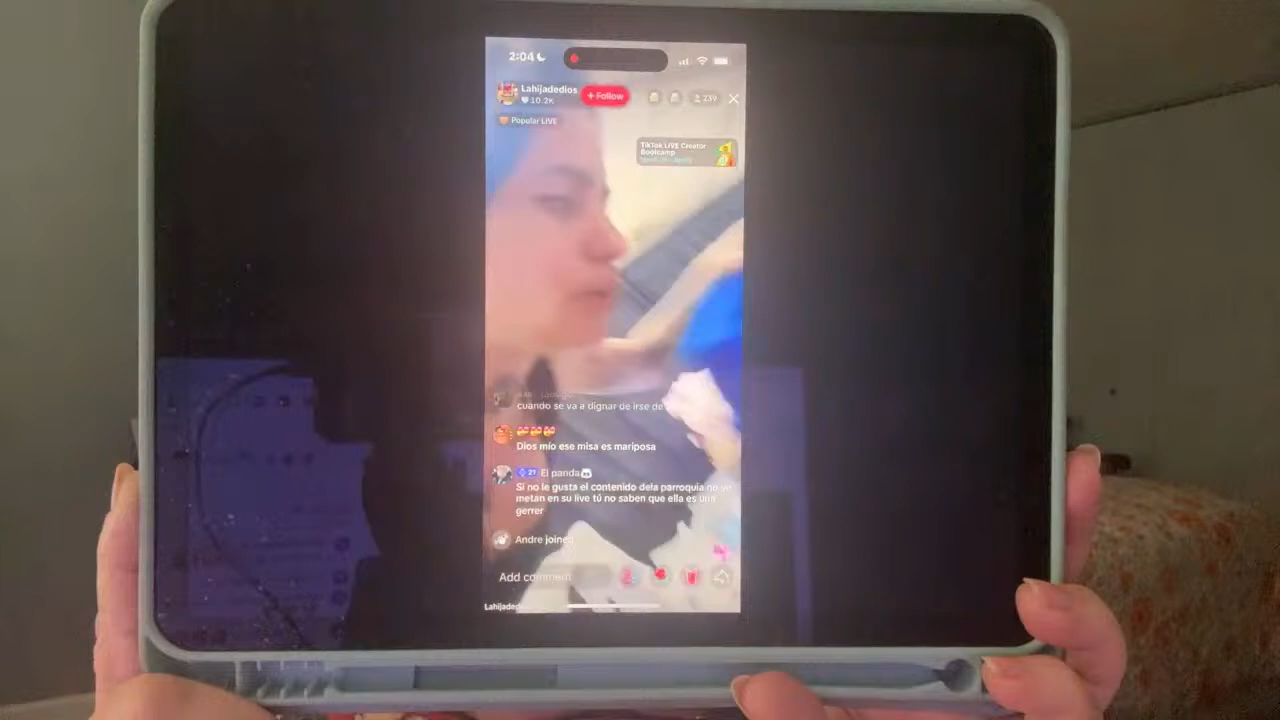 2:04
Lahijadedios
10.2K
+ Follow
239
Popular LIVE
TikTok LIVE Creator
Bootcamp
cuando se va a dignar de irse de
Dios mío ese misa es mariposa
21 El panda
Si no le gusta el contenido dela parroquia no se
metan en su live tú no saben que ella es una
gerrer
Andre joined
Add comment